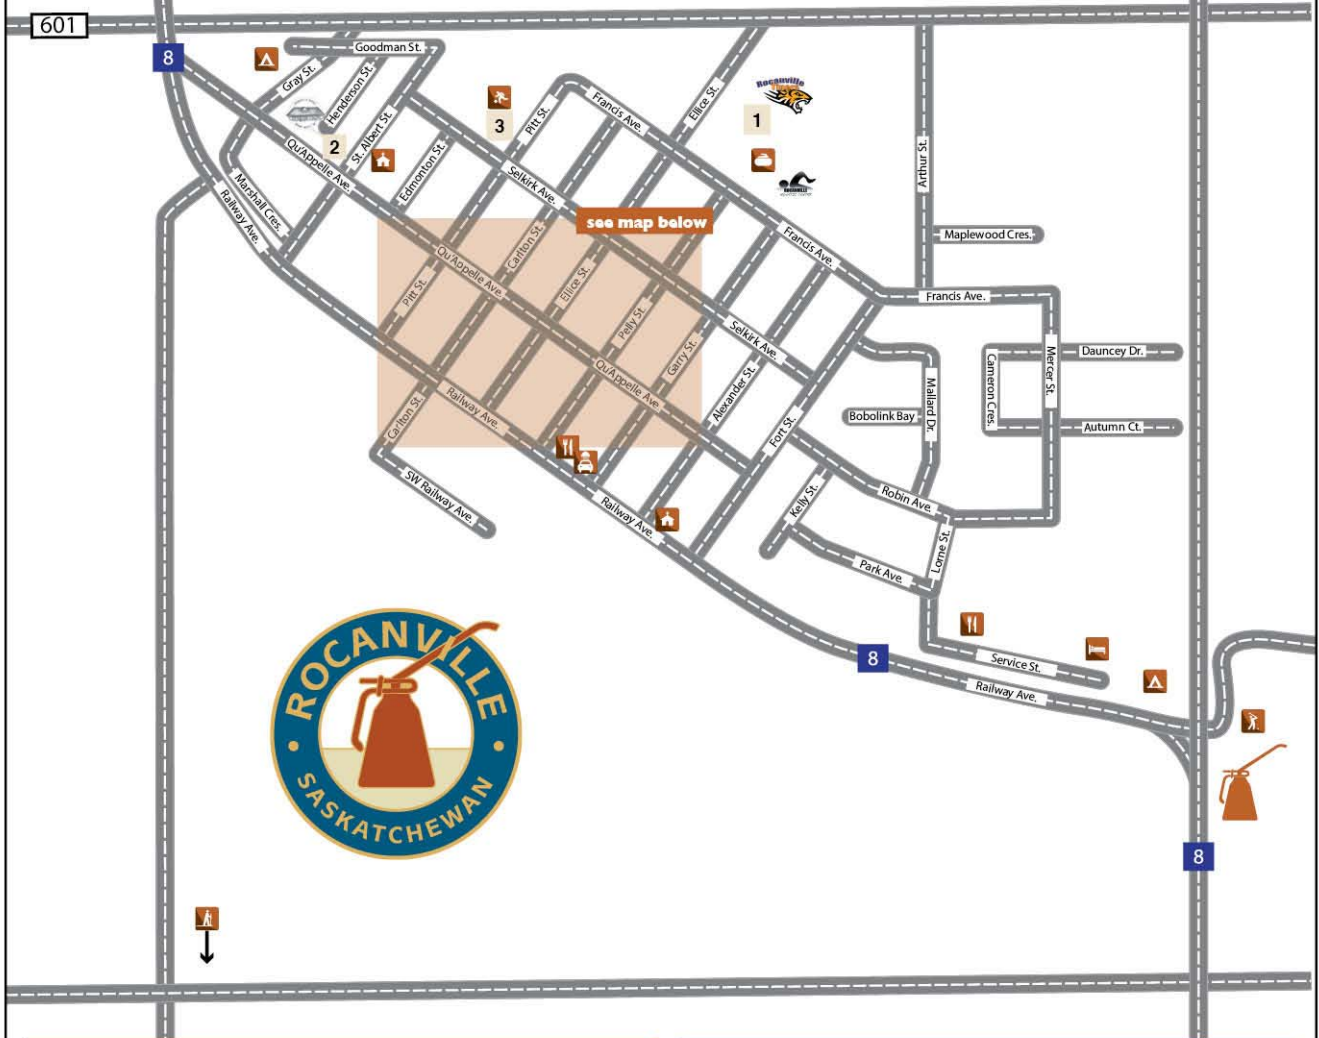 601
8
Goodman St.
Gray St.
Henderson St.
St. Albert St.
2
Edmonton St.
3
Pitt St.
Francis Ave.
Ellice St.
Rocanville
1
Arthur St.
Qu'Appelle Ave.
Selkirk Ave.
Marshall Cres.
Railway Ave.
see map below
Maplewood Cres.
Francis Ave.
Carlton St.
Qu'Appelle Ave.
Ellice St.
Pitt St.
Francis Ave.
Pelly St.
Selkirk Ave.
Garry St.
Dauncey Dr.
Mercer St.
Cameron Cres.
Qu'Appelle Ave.
Alexander St.
Mallard Dr.
Bobolink Bay
Autumn Ct.
Carlton St.
Railway Ave.
Fort St.
SW Railway Ave.
Kelly St.
Robin Ave.
Railway Ave.
Lorne St.
Park Ave.
8
Service St.
Railway Ave.
ROCANVILLE
SASKATCHEWAN
8